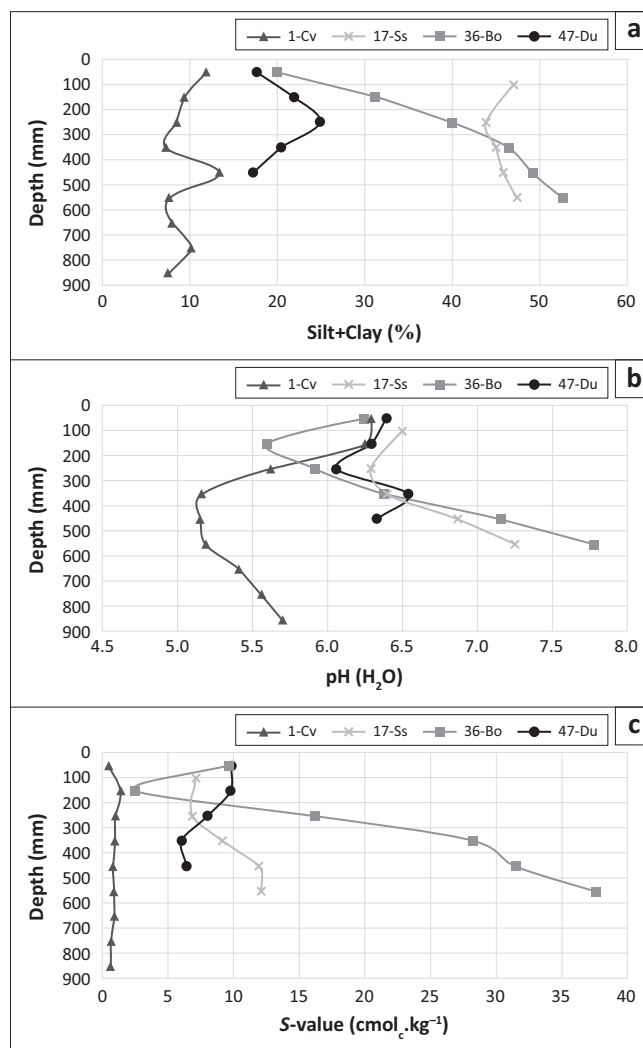 a
1-Cv 17-Ss 36-Bo 47-Du
0
100
200
300
400
500
600
700
800
900
Depth (mm)
0 10 20 30 40 50 60
Silt+Clay (%)
b
1-Cv 17-Ss 36-Bo 47-Du
0
100
200
300
400
500
600
700
800
900
Depth (mm)
4.5 5.0 5.5 6.0 6.5 7.0 7.5 8.0
pH (H₂O)
c
1-Cv 17-Ss 36-Bo 47-Du
0
100
200
300
400
500
600
700
800
900
Depth (mm)
0 5 10 15 20 25 30 35 40
S-value (cmol꜀.kg⁻¹)